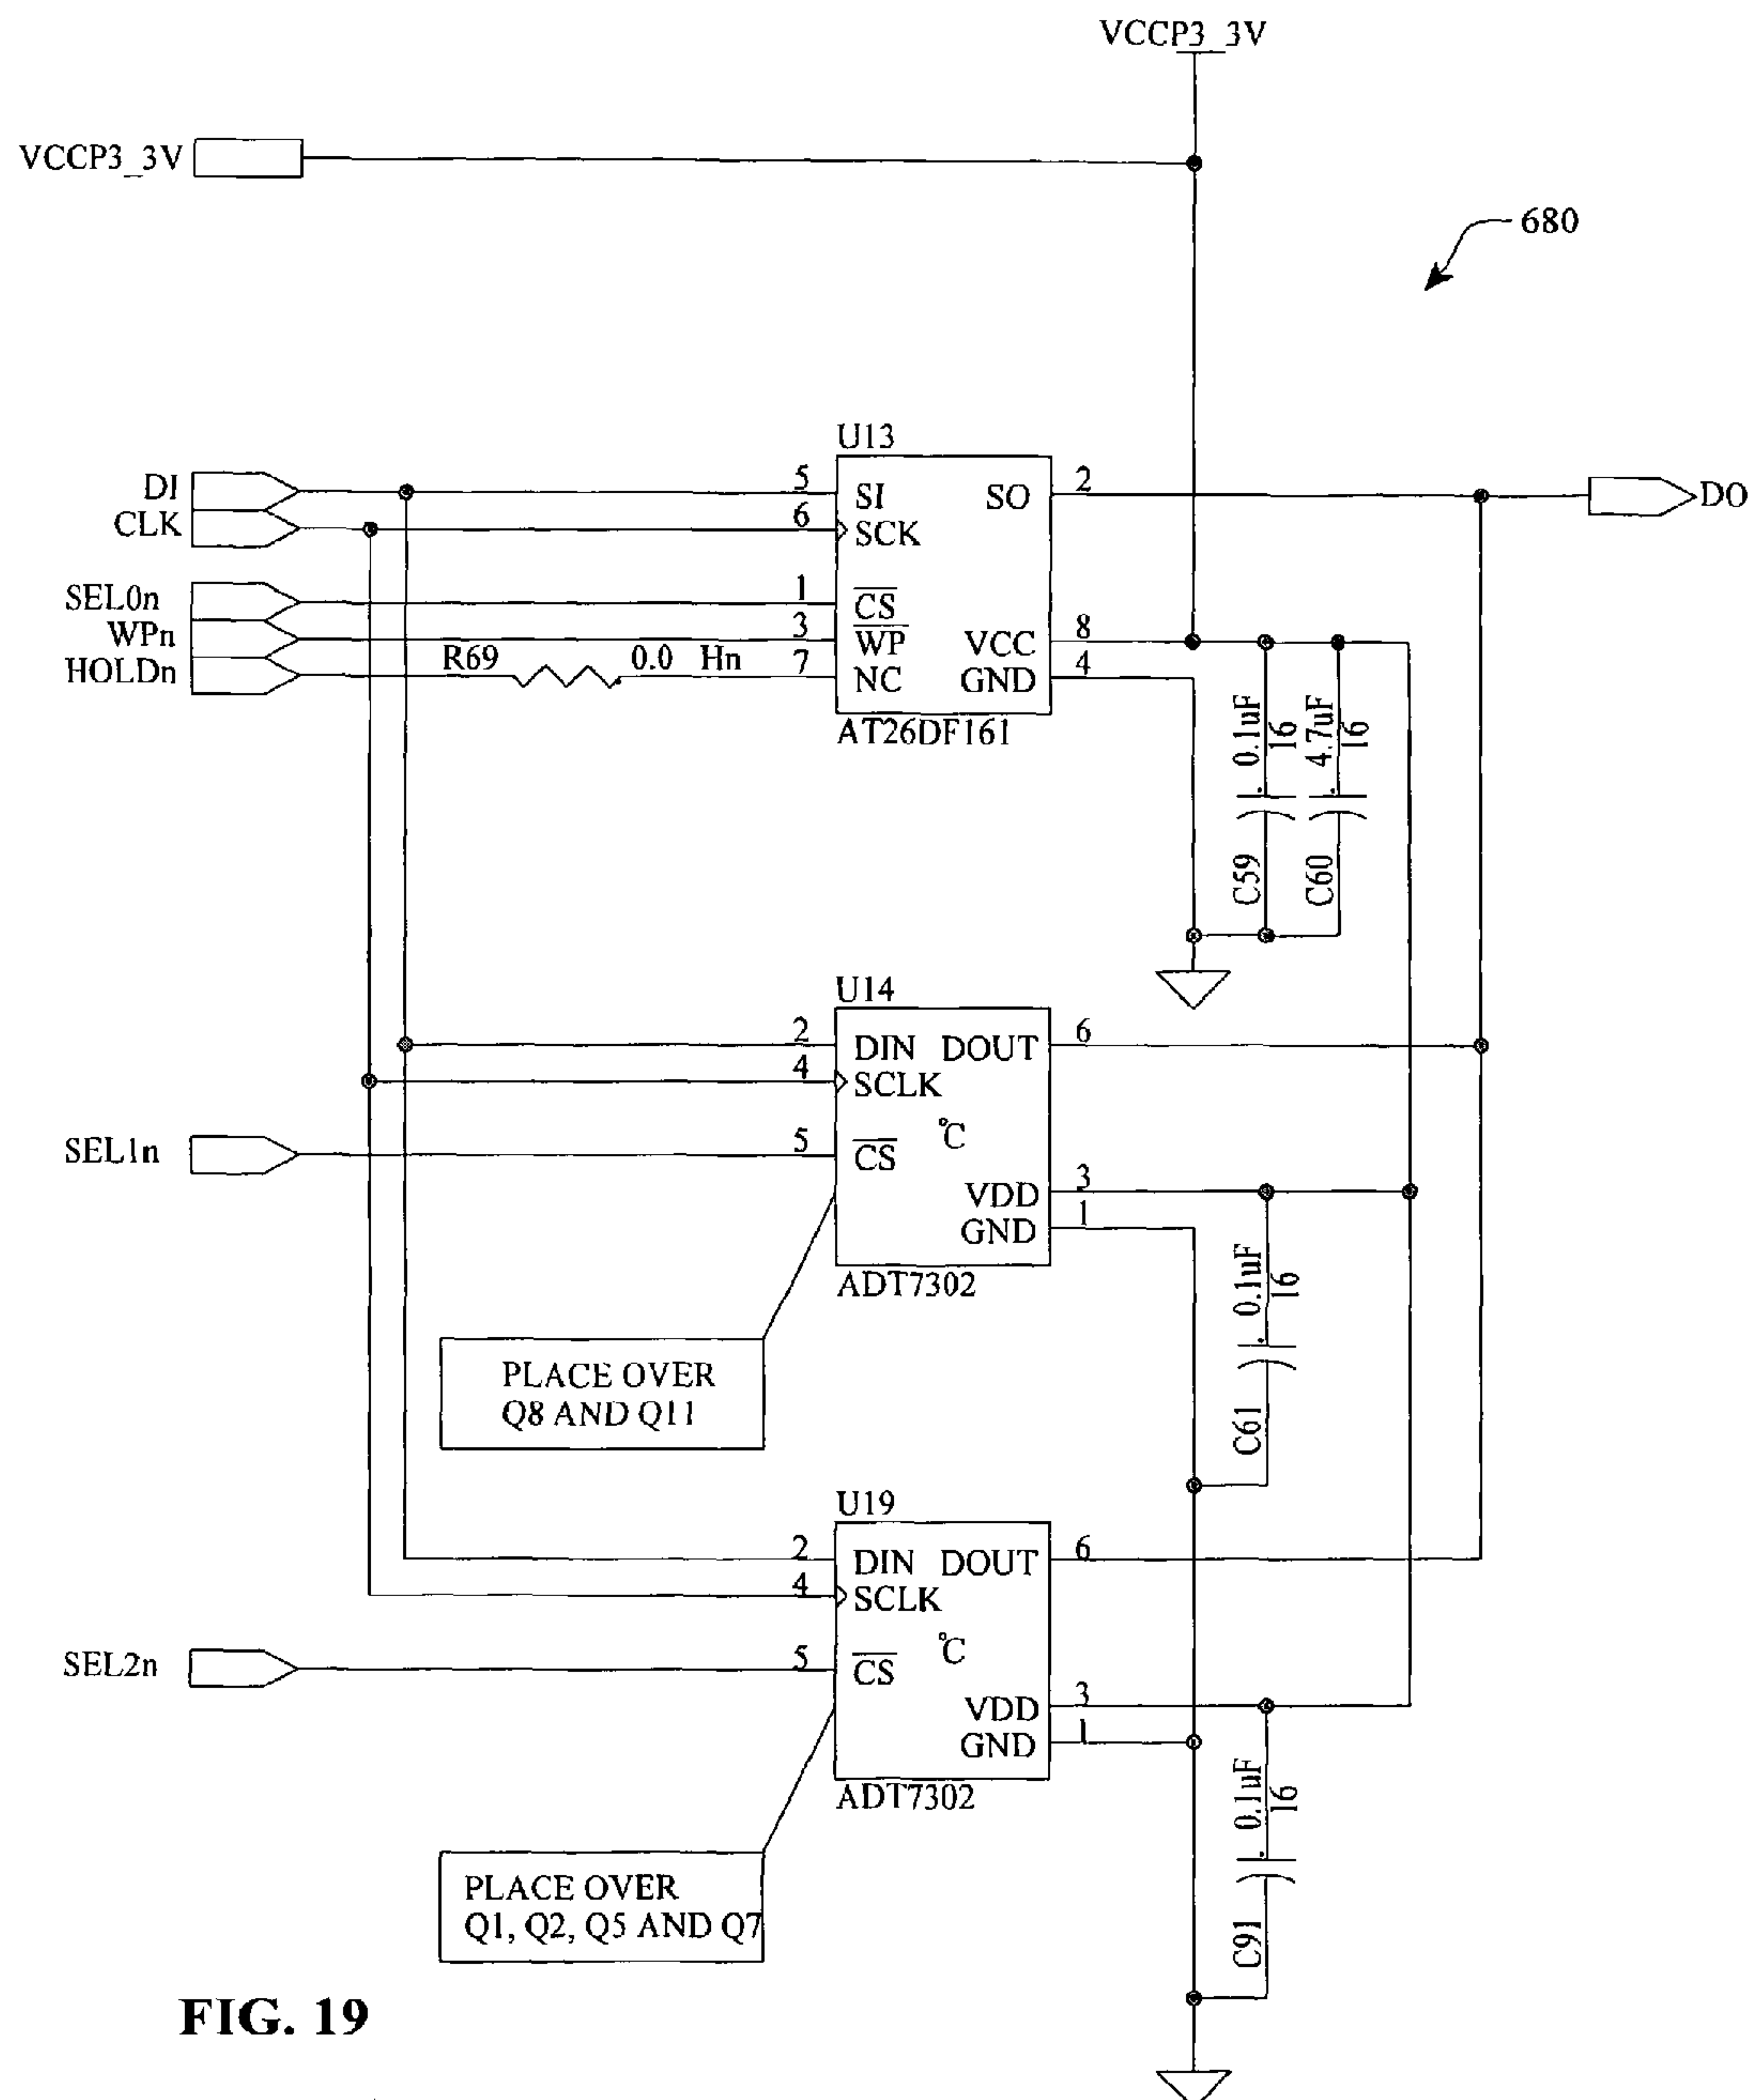 VCCP3_3V
VCCP3_3V
680
U13
DI
5
SI
SO
2
DO
CLK
6
SCK
SEL0n
1
CS
WPn
3
WP
VCC
8
HOLDn
R69
0.0 Hn
7
NC
GND
4
AT26DF161
0.1uF
16
4.7uF
16
C59
C60
U14
2
DIN
DOUT
6
4
SCLK
°C
SEL1n
5
CS
VDD
3
GND
1
ADT7302
0.1uF
16
C61
PLACE OVER
Q8 AND Q11
U19
2
DIN
DOUT
6
4
SCLK
°C
SEL2n
5
CS
VDD
3
GND
1
ADT7302
0.1uF
16
C91
PLACE OVER
Q1, Q2, Q5 AND Q7
FIG. 19